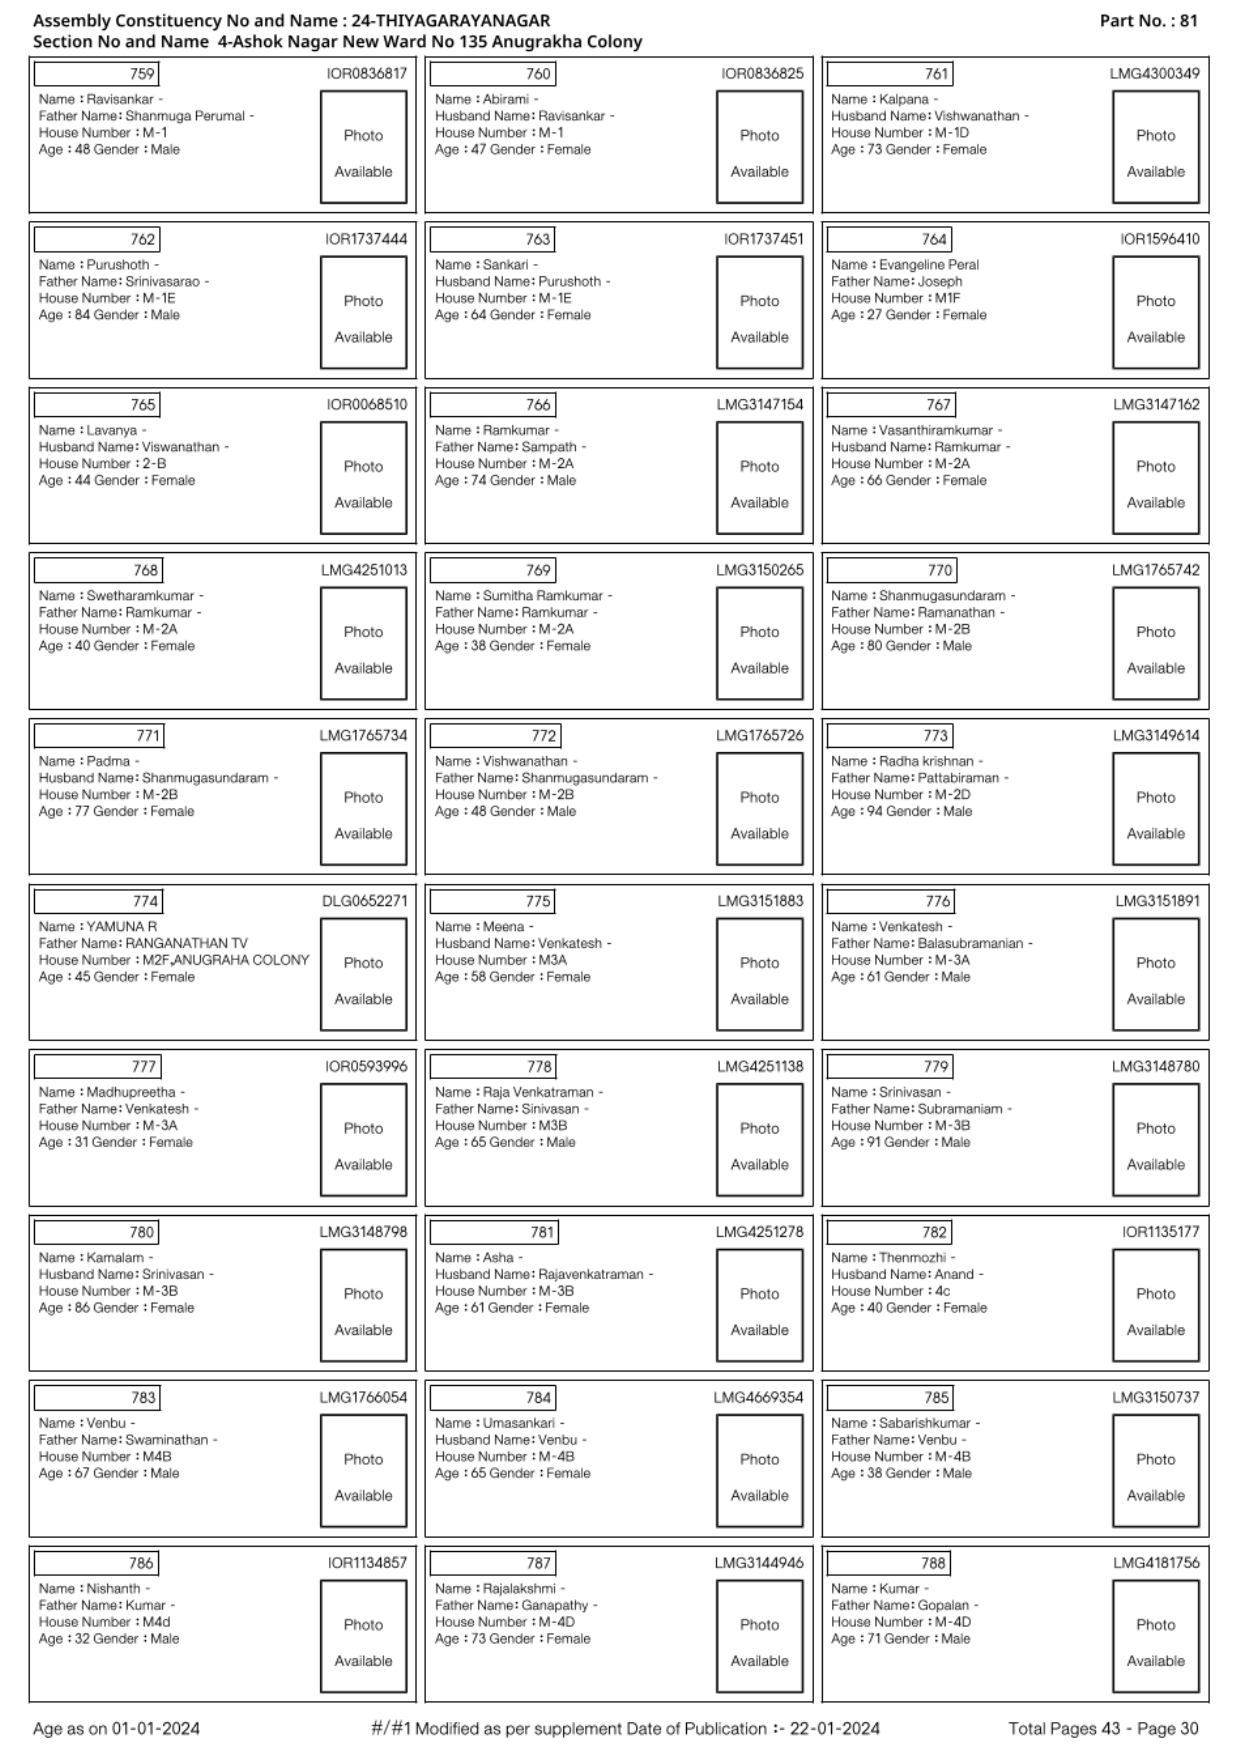 Assembly Constituency No and Name : 24-THIYAGARAYANAGAR
Part No. : 81
Section No and Name 4-Ashok Nagar New Ward No 135 Anugrakha Colony
759 IOR0836817
Name : Ravisankar -
Father Name: Shanmuga Perumal -
House Number : M-1
Age : 48 Gender : Male
Photo
Available
760 IOR0836825
Name : Abirami -
Husband Name: Ravisankar -
House Number : M-1
Age : 47 Gender : Female
Photo
Available
761 LMG4300349
Name : Kalpana -
Husband Name: Vishwanathan -
House Number : M-1D
Age : 73 Gender : Female
Photo
Available
762 IOR1737444
Name : Purushoth -
Father Name: Srinivasarao -
House Number : M-1E
Age : 84 Gender : Male
Photo
Available
763 IOR1737451
Name : Sankari -
Husband Name: Purushoth -
House Number : M-1E
Age : 64 Gender : Female
Photo
Available
764 IOR1596410
Name : Evangeline Peral
Father Name: Joseph
House Number : M1F
Age : 27 Gender : Female
Photo
Available
765 IOR0068510
Name : Lavanya -
Husband Name: Viswanathan -
House Number : 2-B
Age : 44 Gender : Female
Photo
Available
766 LMG3147154
Name : Ramkumar -
Father Name: Sampath -
House Number : M-2A
Age : 74 Gender : Male
Photo
Available
767 LMG3147162
Name : Vasanthiramkumar -
Husband Name: Ramkumar -
House Number : M-2A
Age : 66 Gender : Female
Photo
Available
768 LMG4251013
Name : Swetharamkumar -
Father Name: Ramkumar -
House Number : M-2A
Age : 40 Gender : Female
Photo
Available
769 LMG3150265
Name : Sumitha Ramkumar -
Father Name: Ramkumar -
House Number : M-2A
Age : 38 Gender : Female
Photo
Available
770 LMG1765742
Name : Shanmugasundaram -
Father Name: Ramanathan -
House Number : M-2B
Age : 80 Gender : Male
Photo
Available
771 LMG1765734
Name : Padma -
Husband Name: Shanmugasundaram -
House Number : M-2B
Age : 77 Gender : Female
Photo
Available
772 LMG1765726
Name : Vishwanathan -
Father Name: Shanmugasundaram -
House Number : M-2B
Age : 48 Gender : Male
Photo
Available
773 LMG3149614
Name : Radha krishnan -
Father Name: Pattabiraman -
House Number : M-2D
Age : 94 Gender : Male
Photo
Available
774 DLG0652271
Name : YAMUNA R
Father Name: RANGANATHAN TV
House Number : M2F,ANUGRAHA COLONY
Age : 45 Gender : Female
Photo
Available
775 LMG3151883
Name : Meena -
Husband Name: Venkatesh -
House Number : M3A
Age : 58 Gender : Female
Photo
Available
776 LMG3151891
Name : Venkatesh -
Father Name: Balasubramanian -
House Number : M-3A
Age : 61 Gender : Male
Photo
Available
777 IOR0593996
Name : Madhupreetha -
Father Name: Venkatesh -
House Number : M-3A
Age : 31 Gender : Female
Photo
Available
778 LMG4251138
Name : Raja Venkatraman -
Father Name: Sinivasan -
House Number : M3B
Age : 65 Gender : Male
Photo
Available
779 LMG3148780
Name : Srinivasan -
Father Name: Subramaniam -
House Number : M-3B
Age : 91 Gender : Male
Photo
Available
780 LMG3148798
Name : Kamalam -
Husband Name: Srinivasan -
House Number : M-3B
Age : 86 Gender : Female
Photo
Available
781 LMG4251278
Name : Asha -
Husband Name: Rajavenkatraman -
House Number : M-3B
Age : 61 Gender : Female
Photo
Available
782 IOR1135177
Name : Thenmozhi -
Husband Name: Anand -
House Number : 4c
Age : 40 Gender : Female
Photo
Available
783 LMG1766054
Name : Venbu -
Father Name: Swaminathan -
House Number : M4B
Age : 67 Gender : Male
Photo
Available
784 LMG4669354
Name : Umasankari -
Husband Name: Venbu -
House Number : M-4B
Age : 65 Gender : Female
Photo
Available
785 LMG3150737
Name : Sabarishkumar -
Father Name: Venbu -
House Number : M-4B
Age : 38 Gender : Male
Photo
Available
786 IOR1134857
Name : Nishanth -
Father Name: Kumar -
House Number : M4d
Age : 32 Gender : Male
Photo
Available
787 LMG3144946
Name : Rajalakshmi -
Father Name: Ganapathy -
House Number : M-4D
Age : 73 Gender : Female
Photo
Available
788 LMG4181756
Name : Kumar -
Father Name: Gopalan -
House Number : M-4D
Age : 71 Gender : Male
Photo
Available
Age as on 01-01-2024
#/#1 Modified as per supplement Date of Publication :- 22-01-2024
Total Pages 43 - Page 30